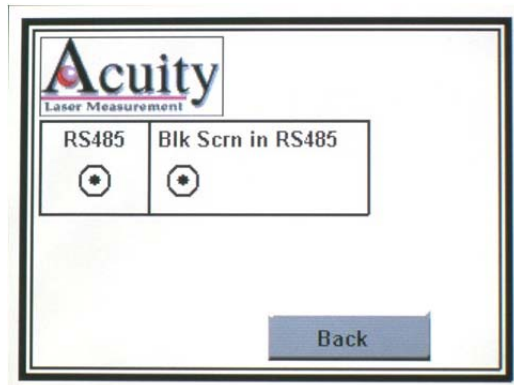 Acuity
Laser Measurement
RS485
Blk Scrn in RS485
Back